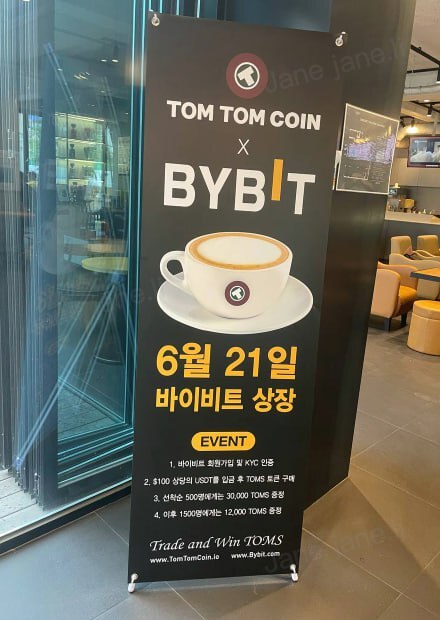 TOM TOM COIN
X
BYBIT
6월 21일
바이비트 상장
EVENT
1. 바이비트 회원가입 및 KYC 인증
2. $100 상당의 USDT를 입금 후 TOMS 토큰 구매
3. 선착순 500명에게는 30,000 TOMS 증정
4. 이후 1500명에게는 12,000 TOMS 증정
Trade and Win TOMS
www.TomTomCoin.io www.Bybit.com